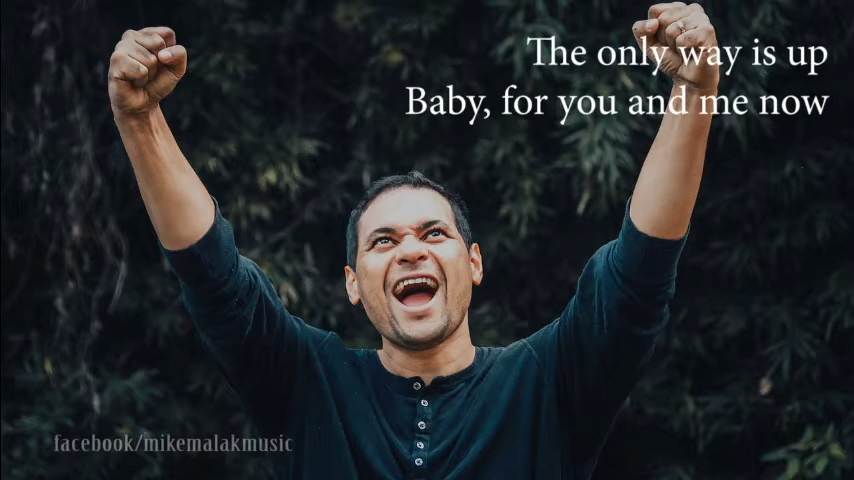 The only way is up
Baby, for you and me now
facebook/mikemalakmusic